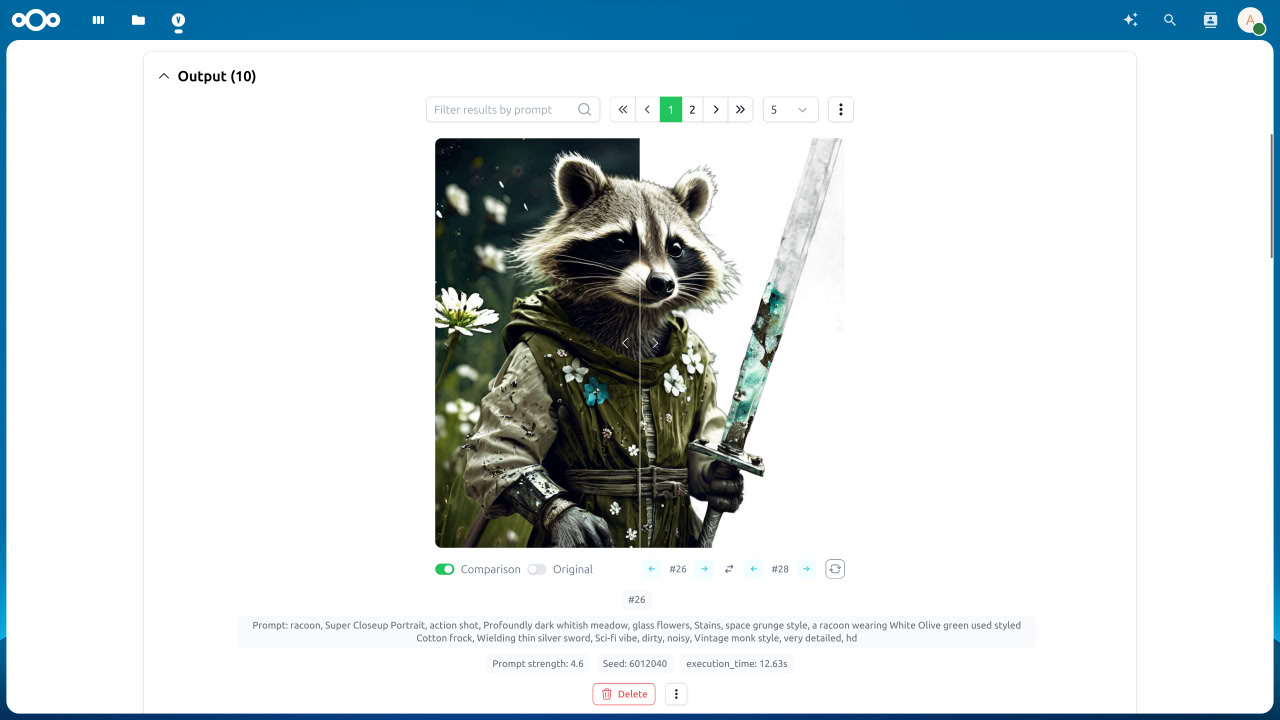 V
A
Output (10)
Filter results by prompt
1
2
5
Comparison
Original
#26
#28
#26
Prompt: racoon, Super Closeup Portrait, action shot, Profoundly dark whitish meadow, glass flowers, Stains, space grunge style, a racoon wearing White Olive green used styled
Cotton frock, Wielding thin silver sword, Sci-fi vibe, dirty, noisy, Vintage monk style, very detailed, hd
Prompt strength: 4.6
Seed: 6012040
execution_time: 12.63s
Delete